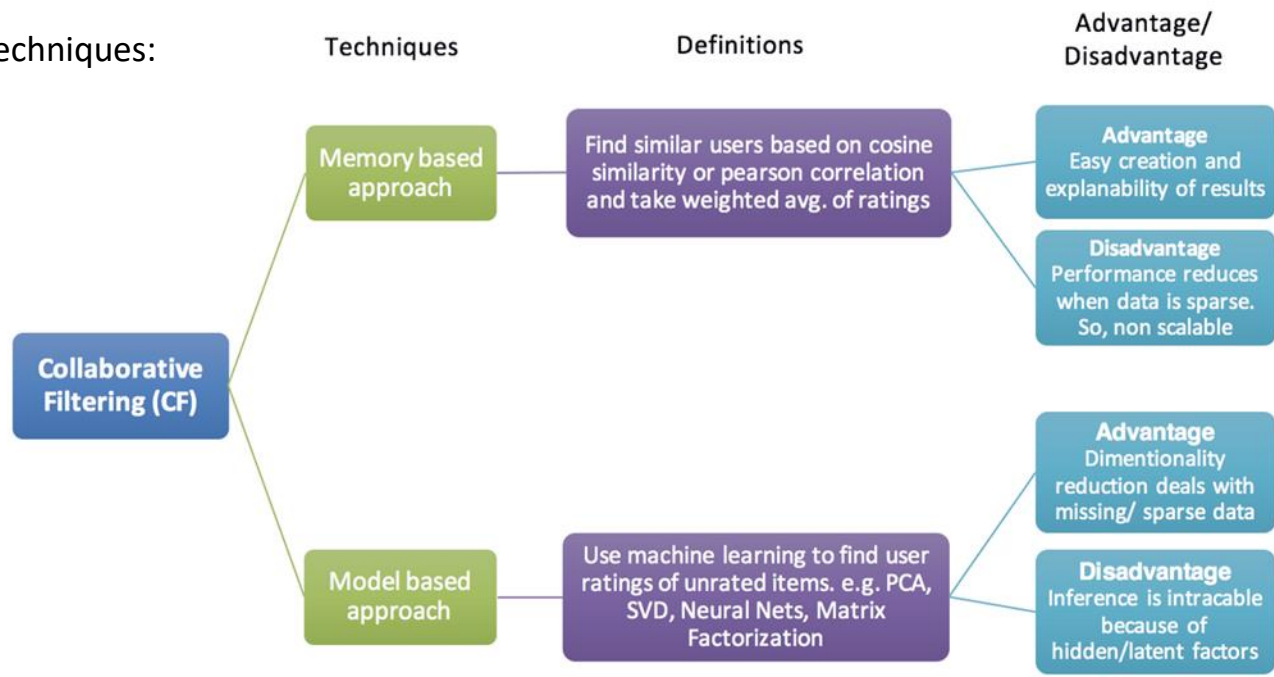 echniques:
Techniques
Definitions
Advantage/
Disadvantage
Collaborative
Filtering (CF)
Memory based
approach
Find similar users based on cosine
similarity or pearson correlation
and take weighted avg. of ratings
Advantage
Easy creation and
explanability of results
Disadvantage
Performance reduces
when data is sparse.
So, non scalable
Model based
approach
Use machine learning to find user
ratings of unrated items. e.g. PCA,
SVD, Neural Nets, Matrix
Factorization
Advantage
Dimentionality
reduction deals with
missing/ sparse data
Disadvantage
Inference is intracable
because of
hidden/latent factors